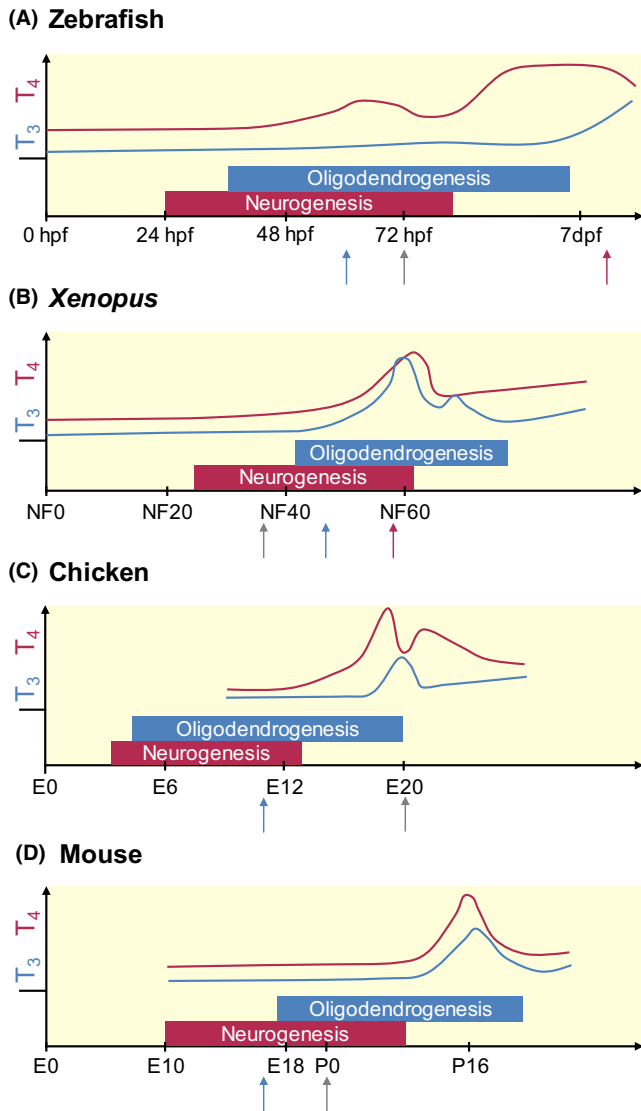 (A) Zebrafish
T4
T3
Oligodendrogenesis
Neurogenesis
0 hpf 24 hpf 48 hpf 72 hpf 7dpf
(B) Xenopus
T4
T3
Oligodendrogenesis
Neurogenesis
NF0 NF20 NF40 NF60
(C) Chicken
T4
T3
Oligodendrogenesis
Neurogenesis
E0 E6 E12 E20
(D) Mouse
T4
T3
Oligodendrogenesis
Neurogenesis
E0 E10 E18 P0 P16